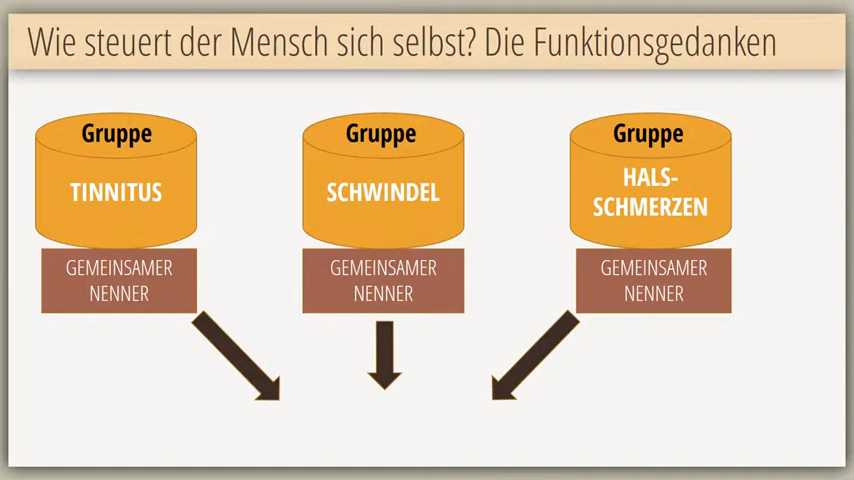 Wie steuert der Mensch sich selbst? Die Funktionsgedanken
Gruppe
TINNITUS
GEMEINSAMER
NENNER
Gruppe
SCHWINDEL
GEMEINSAMER
NENNER
Gruppe
HALS-
SCHMERZEN
GEMEINSAMER
NENNER